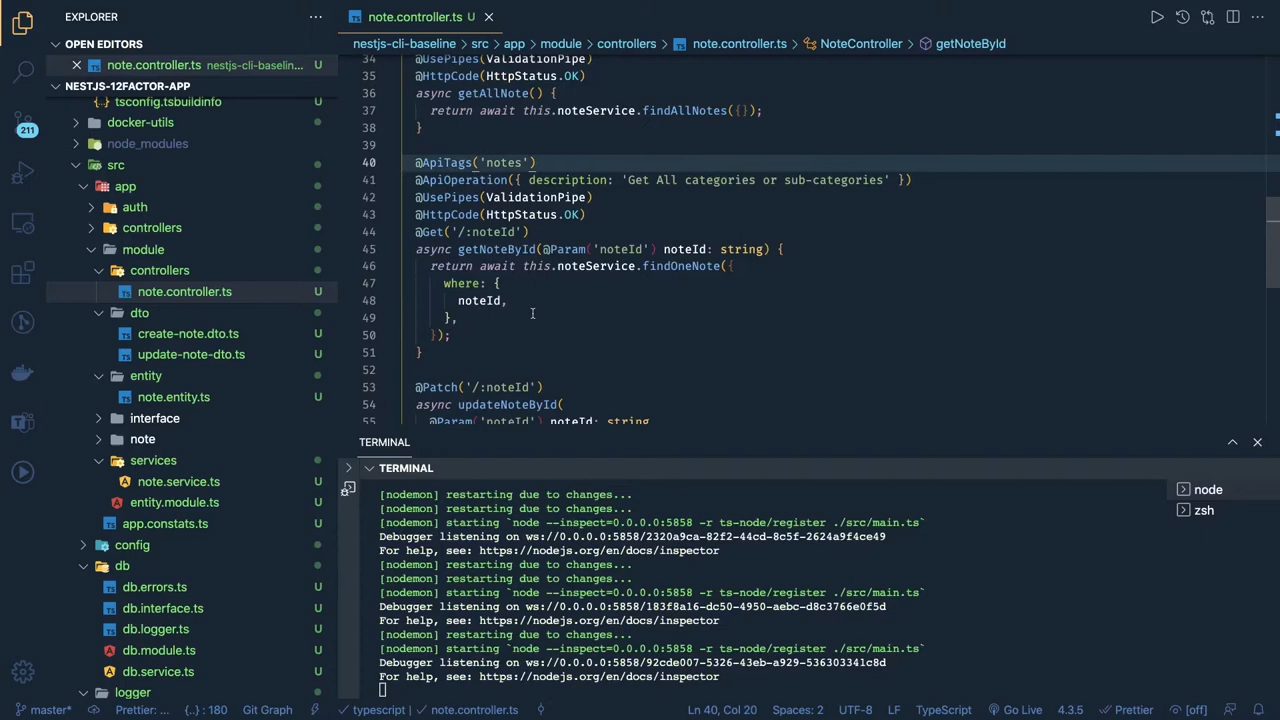 EXPLORER
OPEN EDITORS
note.controller.ts nestjs-cli-baselin... U
NESTJS-12FACTOR-APP
tsconfig.tsbuildinfo
docker-utils
node_modules
src
app
auth
controllers
module
controllers
note.controller.ts U
dto
create-note.dto.ts U
update-note-dto.ts U
entity
note.entity.ts U
interface
note
services
note.service.ts U
entity.module.ts U
app.constats.ts U
config
db
db.errors.ts U
db.interface.ts U
db.logger.ts U
db.module.ts U
db.service.ts U
logger
211
note.controller.ts U
nestjs-cli-baseline > src > app > module > controllers > note.controller.ts > NoteController > getNoteById
34 @UsePipes(ValidationPipe)
35 @HttpCode(HttpStatus.OK)
36 async getAllNote() {
37 return await this.noteService.findAllNotes({});
38 }
39
40 @ApiTags('notes')
41 @ApiOperation({ description: 'Get All categories or sub-categories' })
42 @UsePipes(ValidationPipe)
43 @HttpCode(HttpStatus.OK)
44 @Get('/:noteId')
45 async getNoteById(@Param('noteId') noteId: string) {
46 return await this.noteService.findOneNote({
47 where: {
48 noteId,
49 },
50 });
51 }
52
53 @Patch('/:noteId')
54 async updateNoteById(
55 @Param('noteId') noteId: string
TERMINAL
TERMINAL
[nodemon] restarting due to changes...
[nodemon] restarting due to changes...
[nodemon] starting `node --inspect=0.0.0.0:5858 -r ts-node/register ./src/main.ts`
Debugger listening on ws://0.0.0.0:5858/2320a9ca-82f2-44cd-8c5f-2624a9f4ce49
For help, see: https://nodejs.org/en/docs/inspector
[nodemon] restarting due to changes...
[nodemon] restarting due to changes...
[nodemon] starting `node --inspect=0.0.0.0:5858 -r ts-node/register ./src/main.ts`
Debugger listening on ws://0.0.0.0:5858/183f8a16-dc50-4950-aebc-d8c3766e0f5d
For help, see: https://nodejs.org/en/docs/inspector
[nodemon] restarting due to changes...
[nodemon] starting `node --inspect=0.0.0.0:5858 -r ts-node/register ./src/main.ts`
Debugger listening on ws://0.0.0.0:5858/92cde007-5326-43eb-a929-536303341c8d
For help, see: https://nodejs.org/en/docs/inspector
node
zsh
master* Prettier: ... {..} : 180 Git Graph typescript | note.controller.ts Ln 40, Col 20 Spaces: 2 UTF-8 LF TypeScript Go Live 4.3.5 Prettier [off]